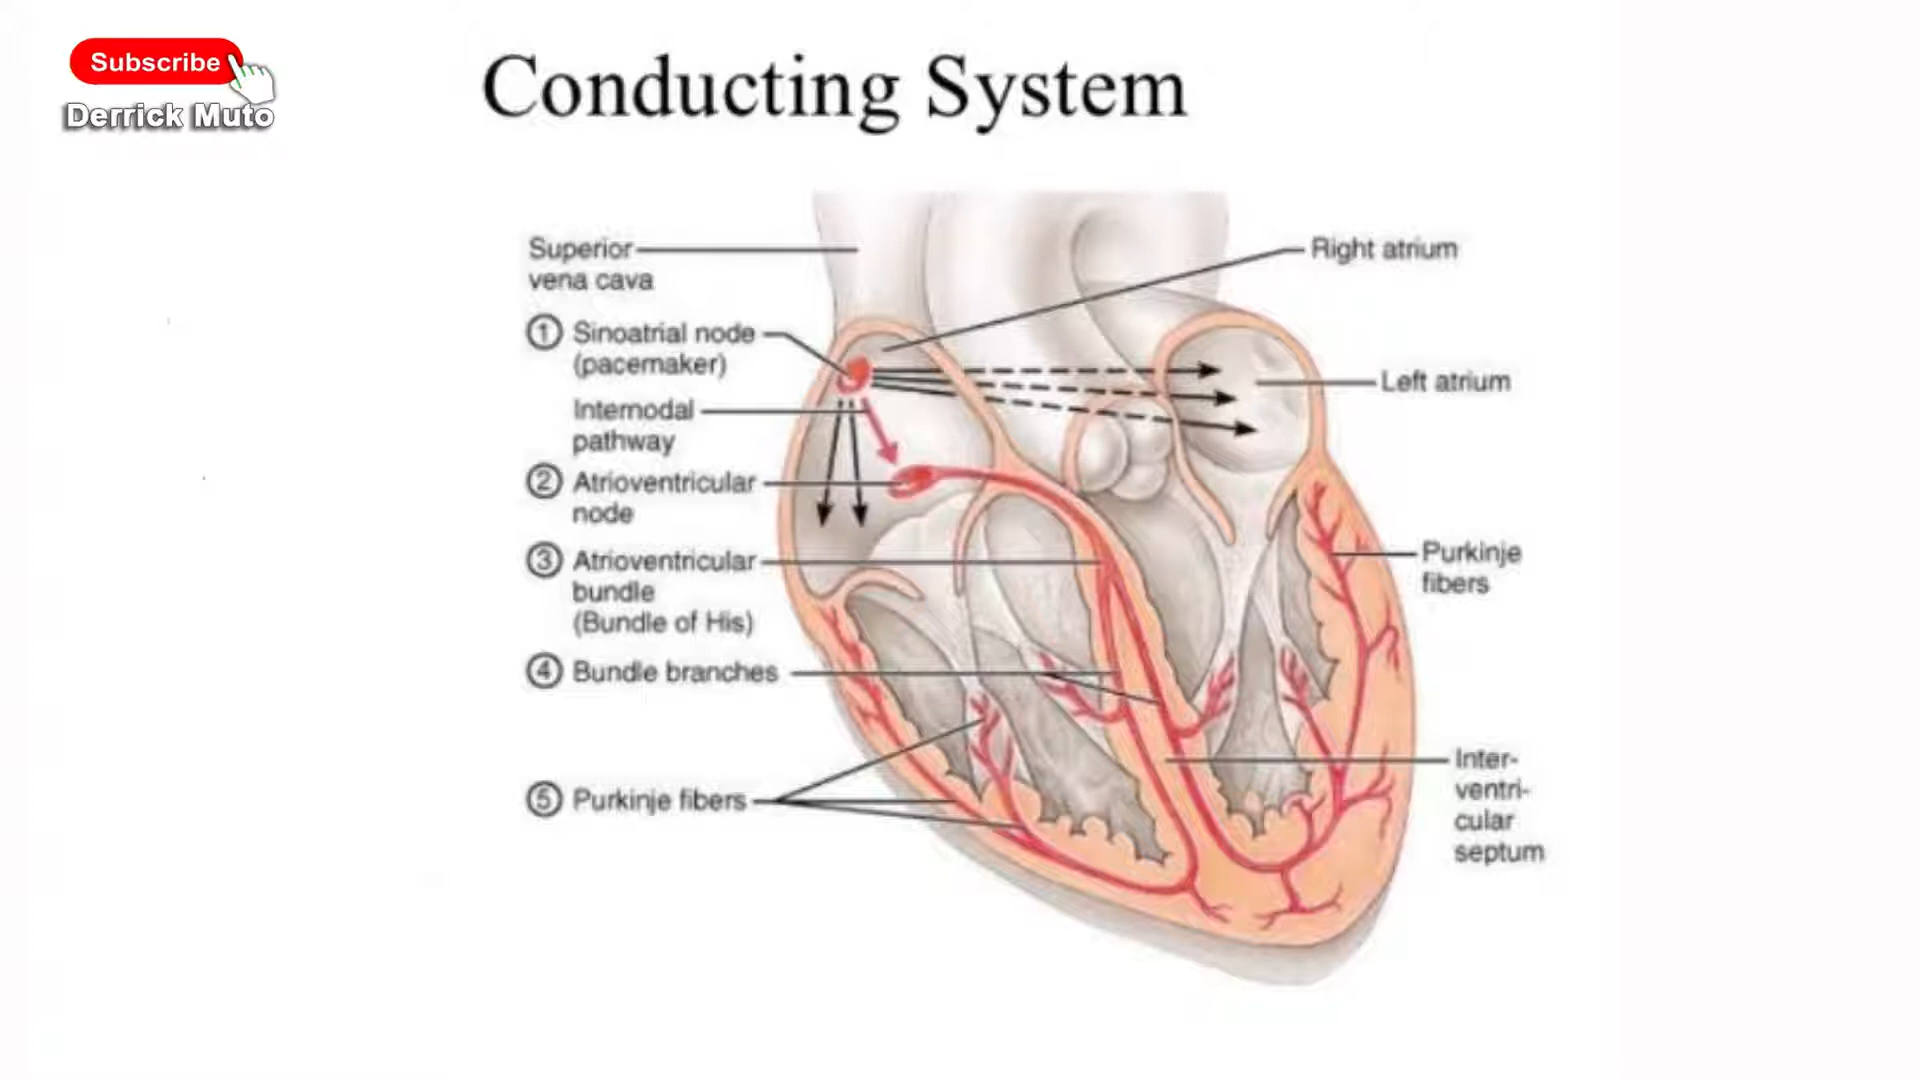 Subscribe
Derrick Muto
Conducting System
Superior
vena cava
1 Sinoatrial node
(pacemaker)
Internodal
pathway
2 Atrioventricular
node
3 Atrioventricular
bundle
(Bundle of His)
4 Bundle branches
5 Purkinje fibers
Right atrium
Left atrium
Purkinje
fibers
Inter-
ventri-
cular
septum